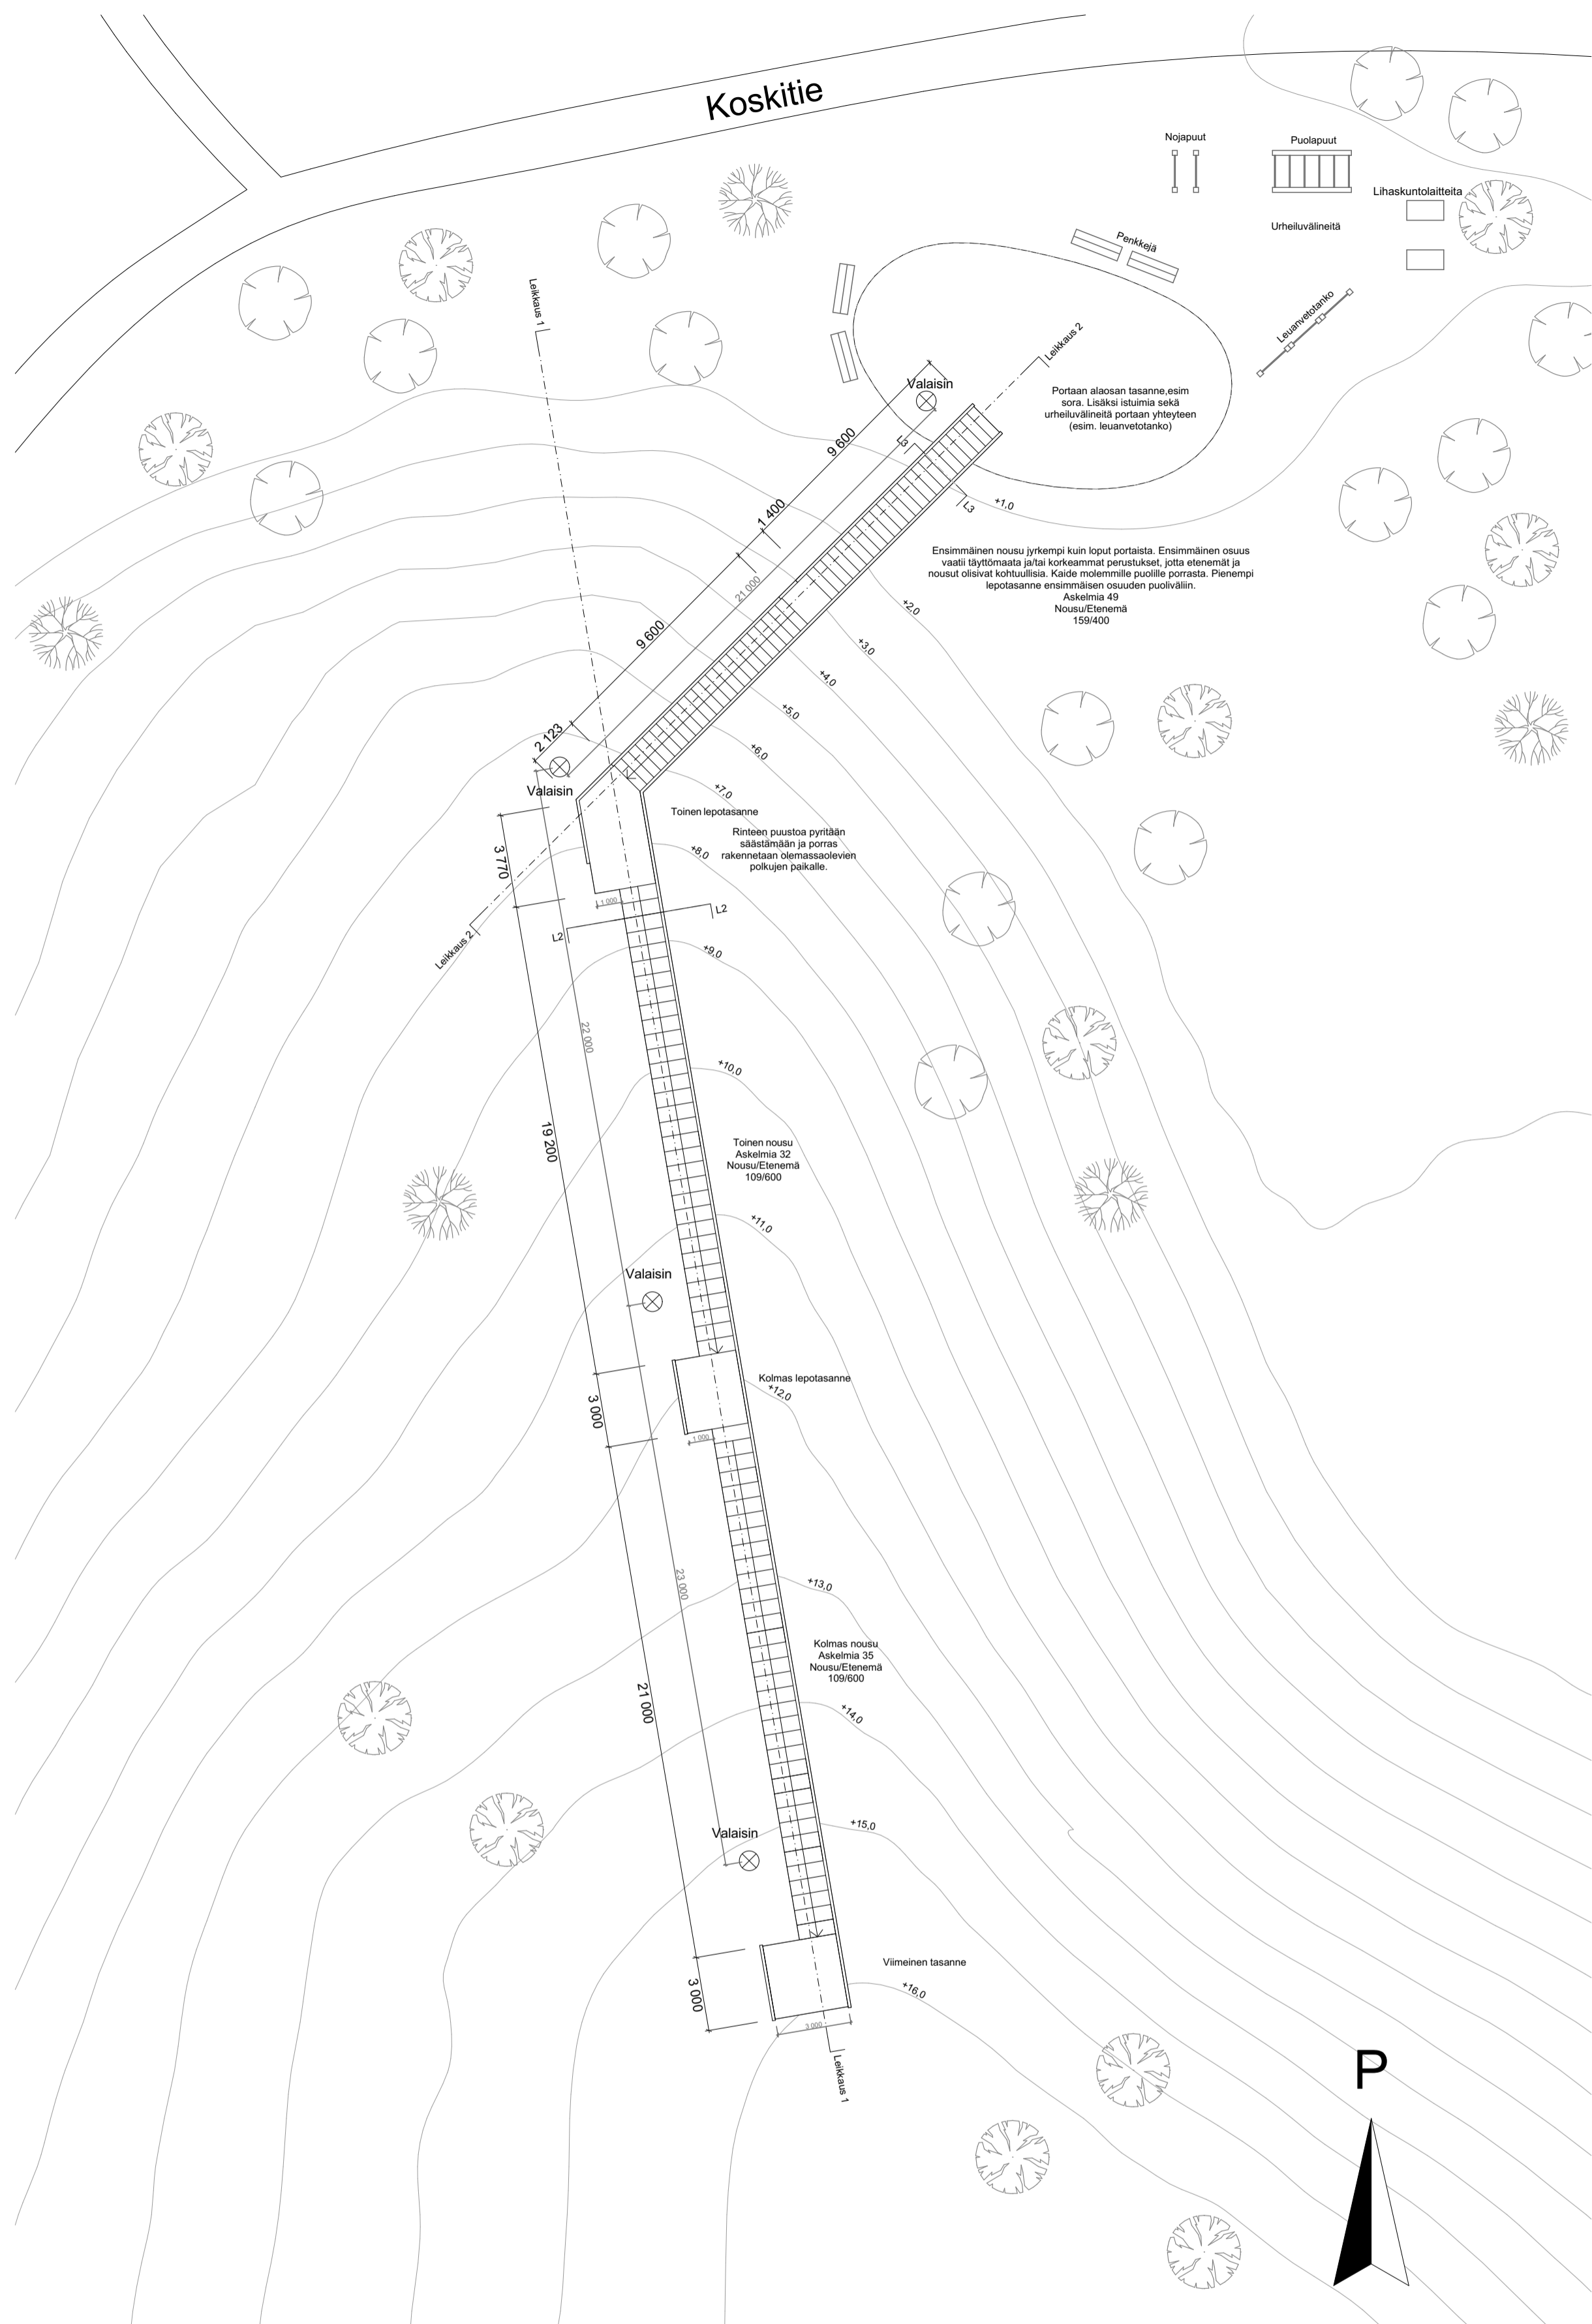 Koskitie
Nojapuut
Puolapuut
Lihaskuntolaitteita
Urheiluvälineitä
Penkkejä
Leuanvetotanko
Leikkaus 1
Leikkaus 2
Valaisin
Portaan alaosan tasanne,esim
sora. Lisäksi istuimia sekä
urheiluvälineitä portaan yhteyteen
(esim. leuanvetotanko)
9 600
L3
L3
+1,0
1 400
Ensimmäinen nousu jyrkempi kuin loput portaista. Ensimmäinen osuus
vaatii täyttömaata ja/tai korkeammat perustukset, jotta etenemät ja
nousut olisivat kohtuullisia. Kaide molemmille puolille porrasta. Pienempi
lepotasanne ensimmäisen osuuden puoliväliin.
Askelmia 49
Nousu/Etenemä
159/400
21 000
9 600
+2,0
+3,0
+4,0
+5,0
+6,0
+7,0
2 123
Valaisin
Toinen lepotasanne
Rinteen puustoa pyritään
säästämään ja porras
rakennetaan olemassaolevien
polkujen paikalle.
+8,0
3 770
1 000
L2
L2
Leikkaus 2
+9,0
22 000
+10,0
19 200
Toinen nousu
Askelmia 32
Nousu/Etenemä
109/600
+11,0
Valaisin
Kolmas lepotasanne
+12,0
3 000
1 000
23 000
+13,0
Kolmas nousu
Askelmia 35
Nousu/Etenemä
109/600
21 000
+14,0
+15,0
Valaisin
Viimeinen tasanne
+16,0
3 000
3 000
Leikkaus 1
P